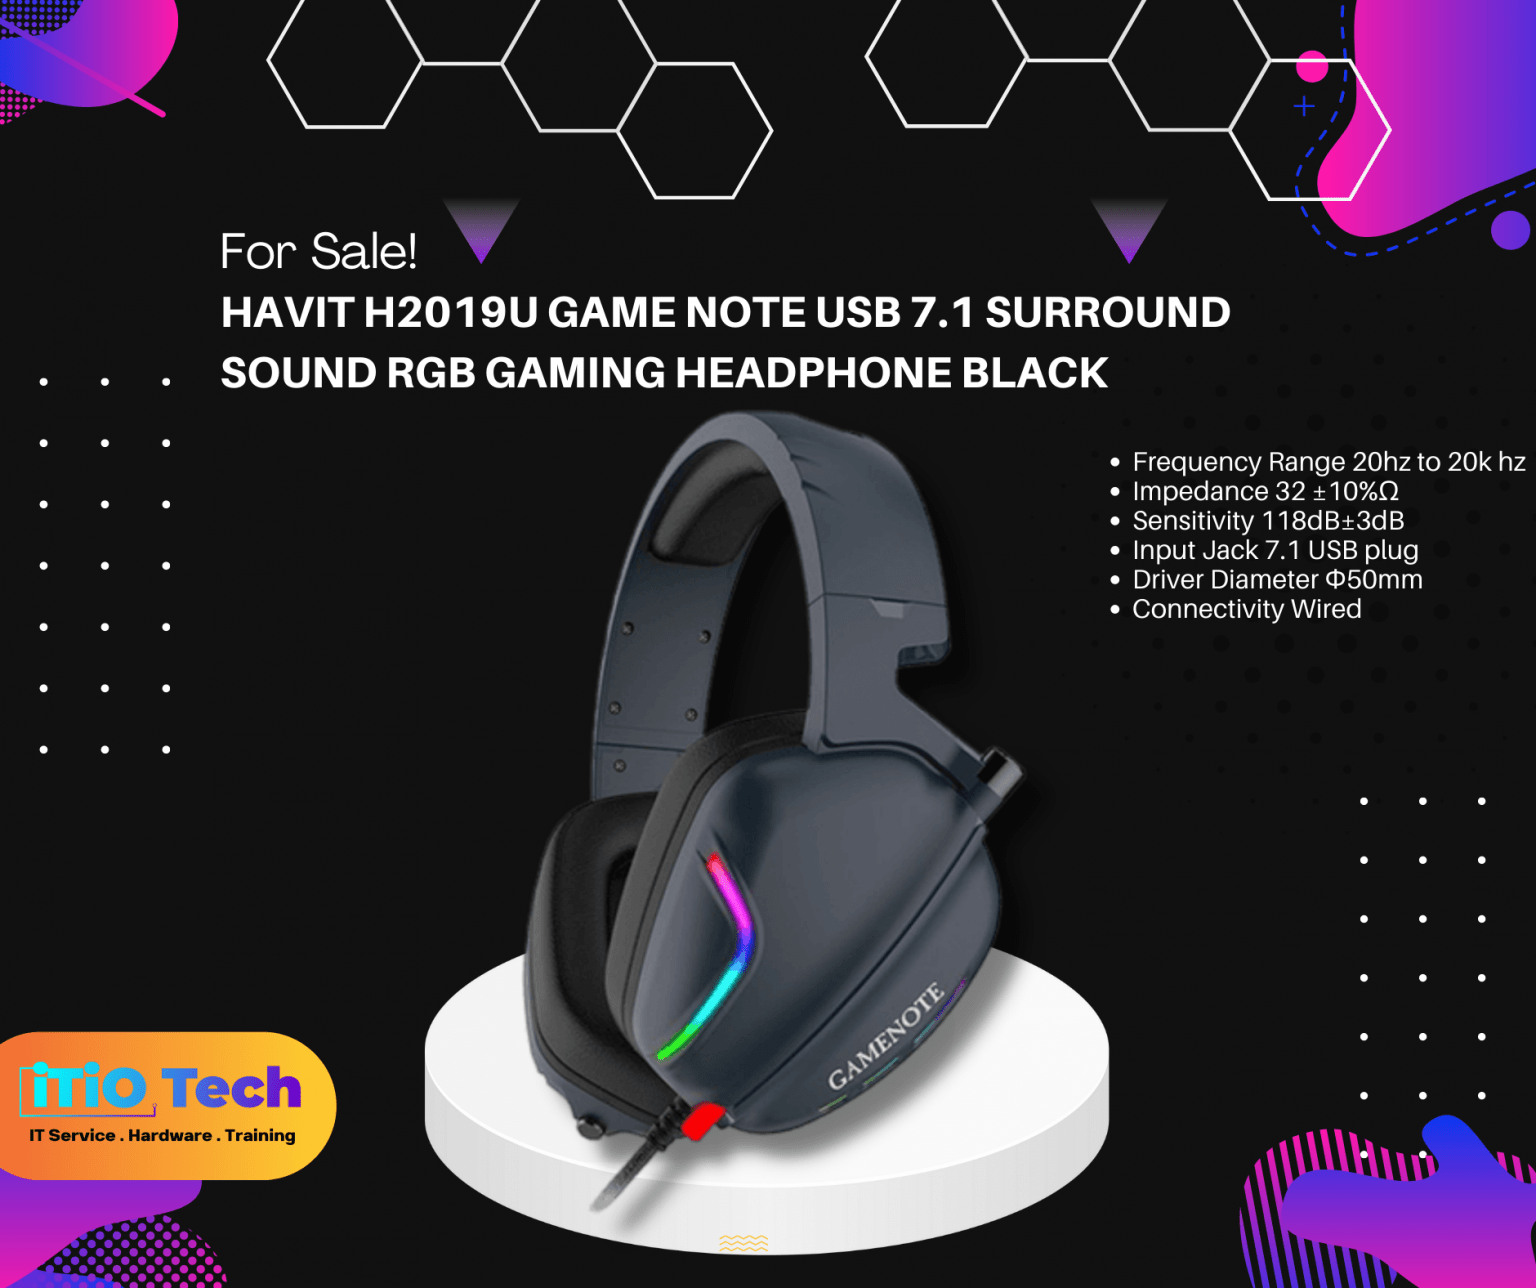 For Sale!
HAVIT H2019U GAME NOTE USB 7.1 SURROUND
SOUND RGB GAMING HEADPHONE BLACK
• Frequency Range 20hz to 20k hz
• Impedance 32 ±10%Ω
• Sensitivity 118dB±3dB
• Input Jack 7.1 USB plug
• Driver Diameter Φ50mm
• Connectivity Wired
GAMENOTE
iTiO Tech
IT Service . Hardware . Training